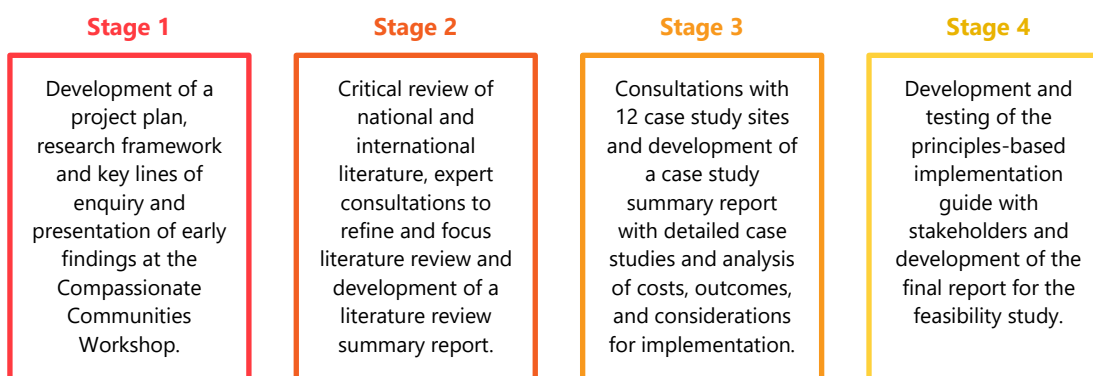 Stage 1
Development of a
project plan,
research framework
and key lines of
enquiry and
presentation of early
findings at the
Compassionate
Communities
Workshop.
Stage 2
Critical review of
national and
international
literature, expert
consultations to
refine and focus
literature review and
development of a
literature review
summary report.
Stage 3
Consultations with
12 case study sites
and development of
a case study
summary report
with detailed case
studies and analysis
of costs, outcomes,
and considerations
for implementation.
Stage 4
Development and
testing of the
principles-based
implementation
guide with
stakeholders and
development of the
final report for the
feasibility study.